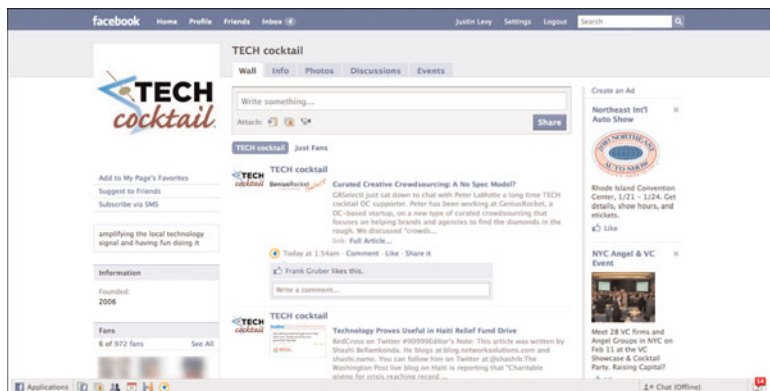 facebook Home Profile Friends Inbox 4 Justin Levy Settings Logout Search
TECH
cocktail
TECH cocktail
Wall Info Photos Discussions Events
Write something...
Attach:
Share
TECH cocktail Just Fans
Add to My Page's Favorites
Suggest to Friends
Subscribe via SMS
amplifying the local technology
signal and having fun doing it
Information
Founded:
2006
Fans
6 of 972 fans See All
TECH
cocktail
GeniusRocket
TECH cocktail
Curated Creative Crowdsourcing: A No Spec Model?
GRSelect! just sat down to chat with Peter LaMotte a long time TECH
cocktail DC supporter. Peter has been working at GeniusRocket, a
DC-based startup, on a new type of curated crowdsourcing that
focuses on helping brands and agencies to find the diamonds in the
rough. We discussed "crowds...
link: Full Article...
Today at 1:54am · Comment · Like · Share it
Frank Gruber likes this.
Write a comment...
TECH
cocktail
TECH cocktail
Technology Proves Useful in Haiti Relief Fund Drive
RedCross on Twitter #90999Editor's Note: This article was written by
Shashi Bellamkonda. He blogs at blog.networksolutions.com and
shashi.name. You can follow him on Twitter at:@shashib.The
Washington Post live blog on Haiti is reporting that "Charitable
giving for crisis reaching record ...
Create an Ad
Northeast Int'l
Auto Show
NORTHEAST
AUTO SHOW
Rhode Island Convention
Center, 1/21 - 1/24. Get
details, show hours, and
etickets.
Like
NYC Angel & VC
Event
Meet 28 VC firms and
Angel Groups in NYC on
Feb 11 at the VC
Showcase & Cocktail
Party. Raising Capital?
Applications
Chat (Offline)
14